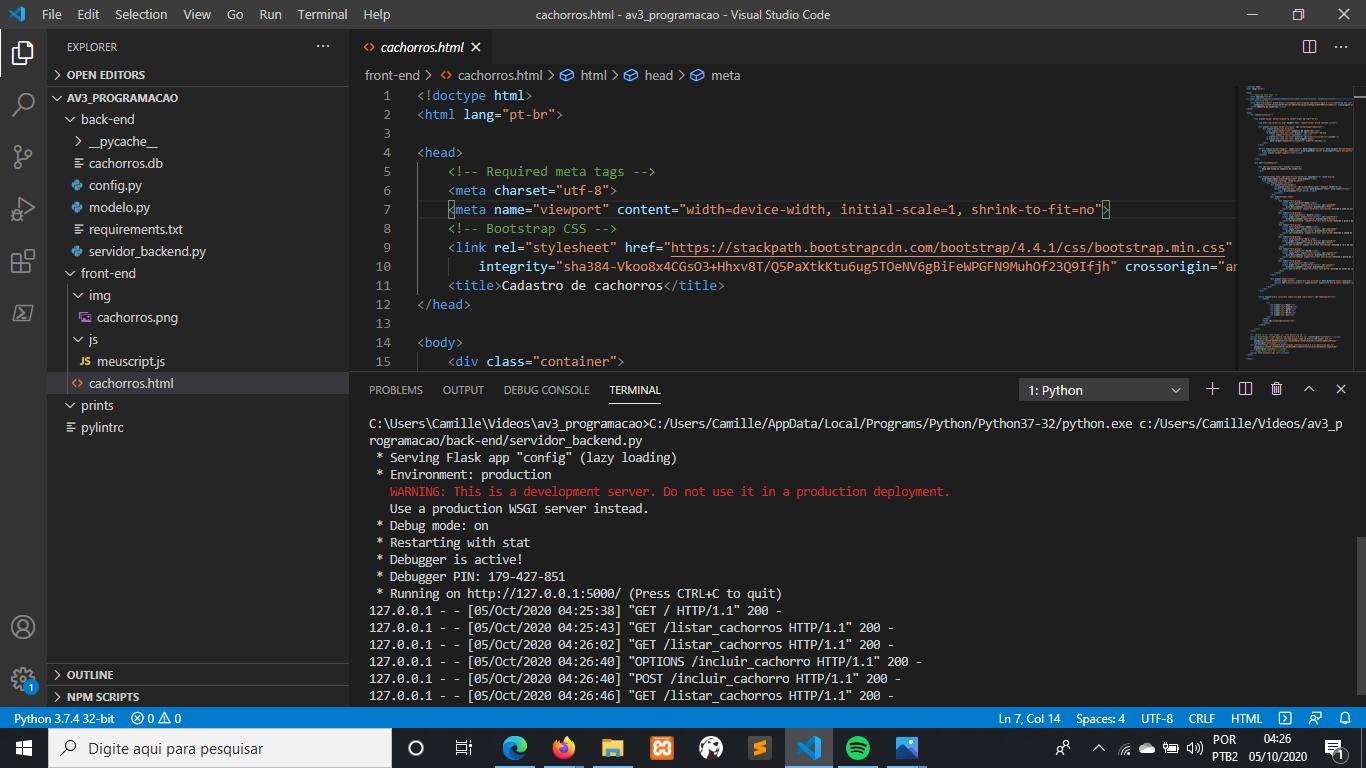 File Edit Selection View Go Run Terminal Help
cachorros.html - av3_programacao - Visual Studio Code
EXPLORER
OPEN EDITORS
AV3_PROGRAMACAO
back-end
__pycache__
cachorros.db
config.py
modelo.py
requirements.txt
servidor_backend.py
front-end
img
cachorros.png
js
JS meuscript.js
cachorros.html
prints
pylintrc
OUTLINE
NPM SCRIPTS
cachorros.html
front-end > cachorros.html > html > head > meta
1 <!doctype html>
2 <html lang="pt-br">
3
4 <head>
5 <!-- Required meta tags -->
6 <meta charset="utf-8">
7 <meta name="viewport" content="width=device-width, initial-scale=1, shrink-to-fit=no">
8 <!-- Bootstrap CSS -->
9 <link rel="stylesheet" href="https://stackpath.bootstrapcdn.com/bootstrap/4.4.1/css/bootstrap.min.css"
10 integrity="sha384-Vkoo8x4CGsO3+Hhxv8T/Q5PaXtkKtu6ug5TOeNV6gBiFeWPGFN9MuhOf23Q9Ifjh" crossorigin="an
11 <title>Cadastro de cachorros</title>
12 </head>
13
14 <body>
15 <div class="container">
PROBLEMS OUTPUT DEBUG CONSOLE TERMINAL
1: Python
C:\Users\Camille\Videos\av3_programacao>C:/Users/Camille/AppData/Local/Programs/Python/Python37-32/python.exe c:/Users/Camille/Videos/av3_p
rogramacao/back-end/servidor_backend.py
* Serving Flask app "config" (lazy loading)
* Environment: production
WARNING: This is a development server. Do not use it in a production deployment.
Use a production WSGI server instead.
* Debug mode: on
* Restarting with stat
* Debugger is active!
* Debugger PIN: 179-427-851
* Running on http://127.0.0.1:5000/ (Press CTRL+C to quit)
127.0.0.1 - - [05/Oct/2020 04:25:38] "GET / HTTP/1.1" 200 -
127.0.0.1 - - [05/Oct/2020 04:25:43] "GET /listar_cachorros HTTP/1.1" 200 -
127.0.0.1 - - [05/Oct/2020 04:26:02] "GET /listar_cachorros HTTP/1.1" 200 -
127.0.0.1 - - [05/Oct/2020 04:26:40] "OPTIONS /incluir_cachorro HTTP/1.1" 200 -
127.0.0.1 - - [05/Oct/2020 04:26:40] "POST /incluir_cachorro HTTP/1.1" 200 -
127.0.0.1 - - [05/Oct/2020 04:26:46] "GET /listar_cachorros HTTP/1.1" 200 -
1
Python 3.7.4 32-bit 0 0
Ln 7, Col 14 Spaces: 4 UTF-8 CRLF HTML
Digite aqui para pesquisar
POR
PTB2
04:26
05/10/2020
1